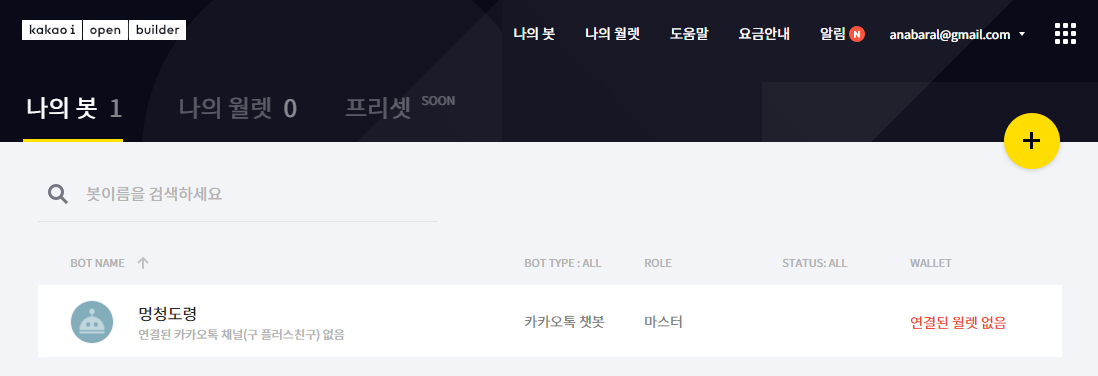 kakao i open builder
나의 봇 나의 월렛 도움말 요금안내 알림 N anabaral@gmail.com
나의 봇 1 나의 월렛 0 프리셋 SOON
봇이름을 검색하세요
BOT NAME BOT TYPE : ALL ROLE STATUS: ALL WALLET
멍청도령
연결된 카카오톡 채널(구 플러스친구) 없음
카카오톡 챗봇 마스터 연결된 월렛 없음